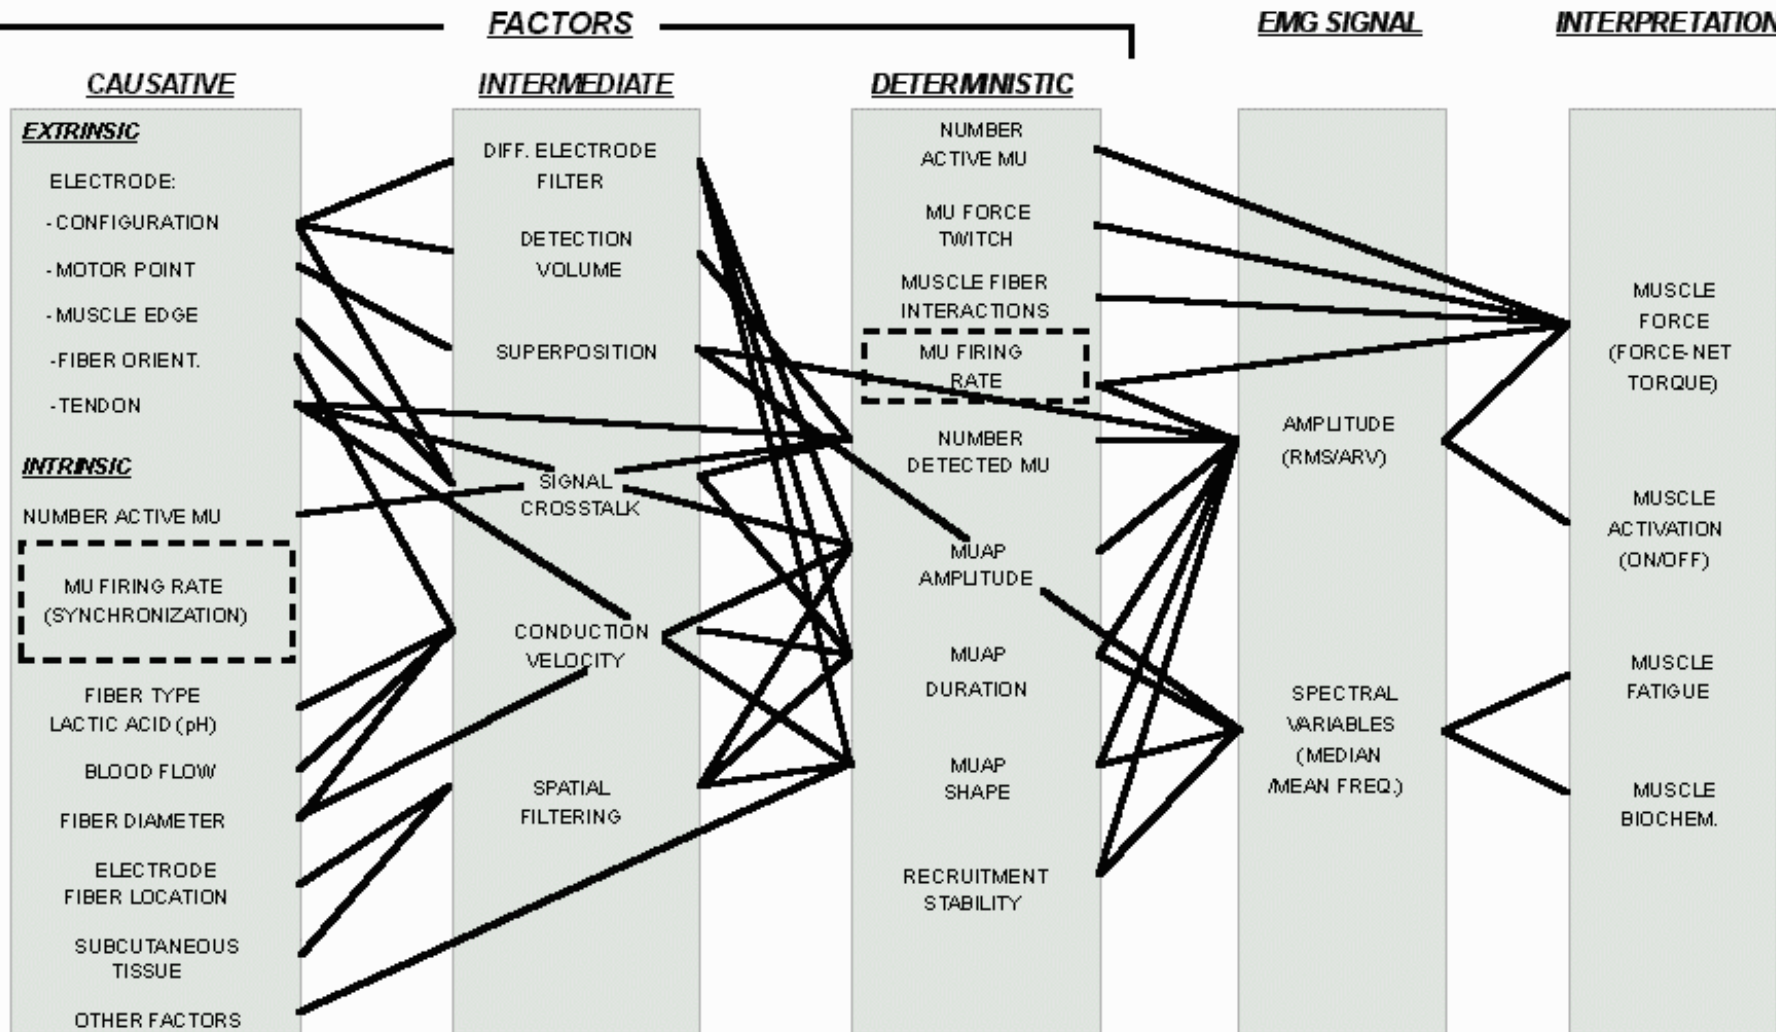 FACTORS
EMG SIGNAL
INTERPRETATION
CAUSATIVE
INTERMEDIATE
DETERMINISTIC
EXTRINSIC
ELECTRODE:
- CONFIGURATION
- MOTOR POINT
- MUSCLE EDGE
-FIBER ORIENT.
-TENDON
INTRINSIC
NUMBER ACTIVE MU
MU FIRING RATE
(SYNCHRONIZATION)
FIBER TYPE
LACTIC ACID (pH)
BLOOD FLOW
FIBER DIAMETER
ELECTRODE
FIBER LOCATION
SUBCUTANEOUS
TISSUE
OTHER FACTORS
DIFF. ELECTRODE
FILTER
DETECTION
VOLUME
SUPERPOSITION
SIGNAL
CROSSTALK
CONDUCTION
VELOCITY
SPATIAL
FILTERING
NUMBER
ACTIVE MU
MU FORCE
TWITCH
MUSCLE FIBER
INTERACTIONS
MU FIRING
RATE
NUMBER
DETECTED MU
MUAP
AMPLITUDE
MUAP
DURATION
MUAP
SHAPE
RECRUITMENT
STABILITY
AMPLITUDE
(RMS/ARV)
SPECTRAL
VARIABLES
(MEDIAN
/MEAN FREQ.)
MUSCLE
FORCE
(FORCE-NET
TORQUE)
MUSCLE
ACTIVATION
(ON/OFF)
MUSCLE
FATIGUE
MUSCLE
BIOCHEM.